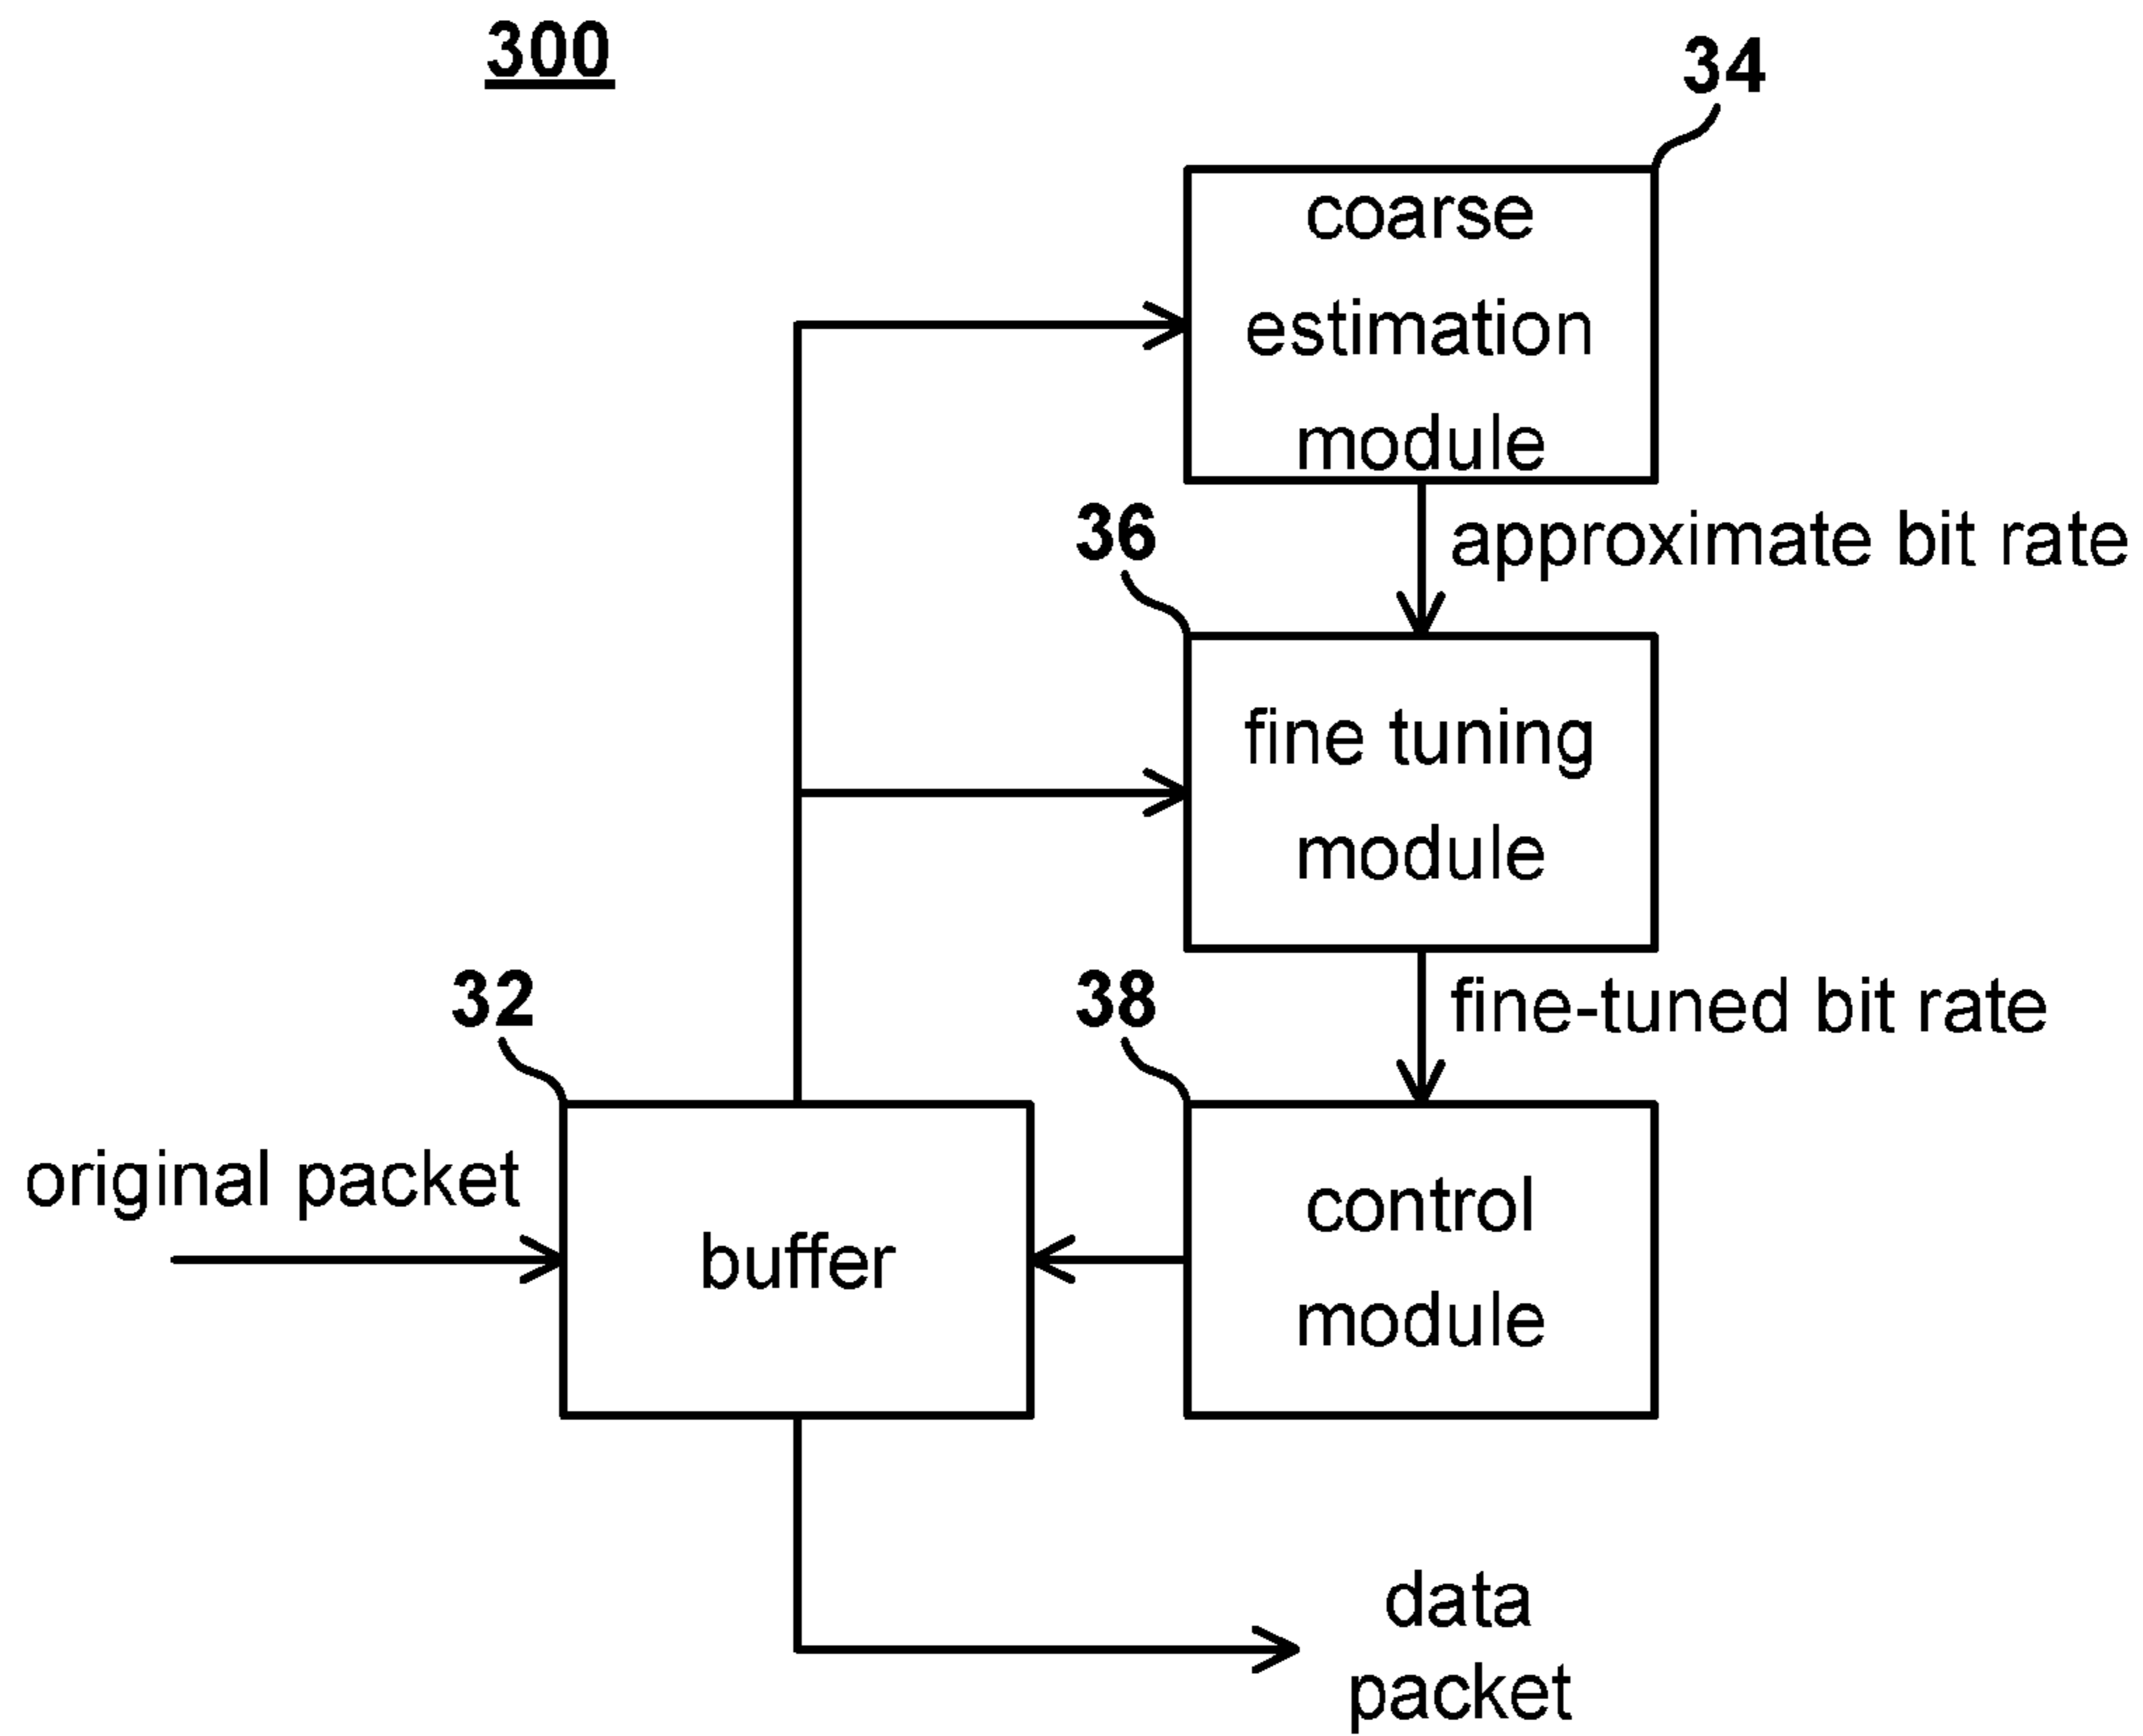 300
34
coarse
estimation
module
36
approximate bit rate
fine tuning
module
32
38
fine-tuned bit rate
original packet
buffer
control
module
data
packet